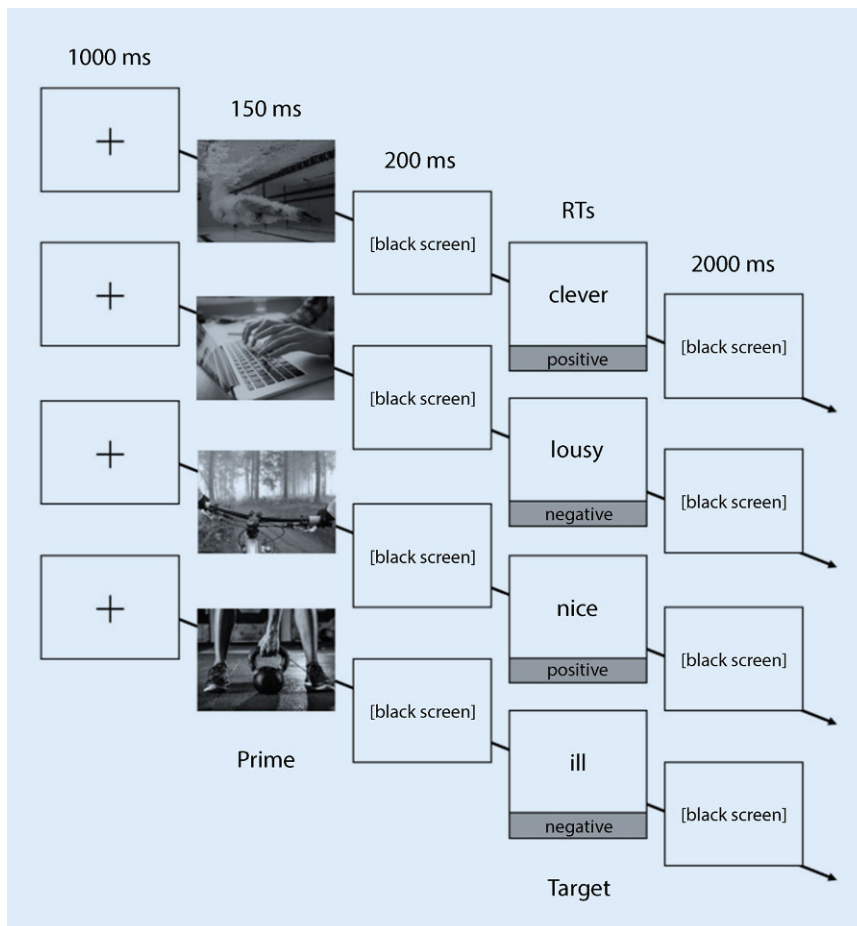 1000 ms
150 ms
200 ms
RTs
2000 ms
[black screen]
clever
positive
[black screen]
[black screen]
lousy
negative
[black screen]
[black screen]
nice
positive
[black screen]
[black screen]
ill
negative
[black screen]
Prime
Target